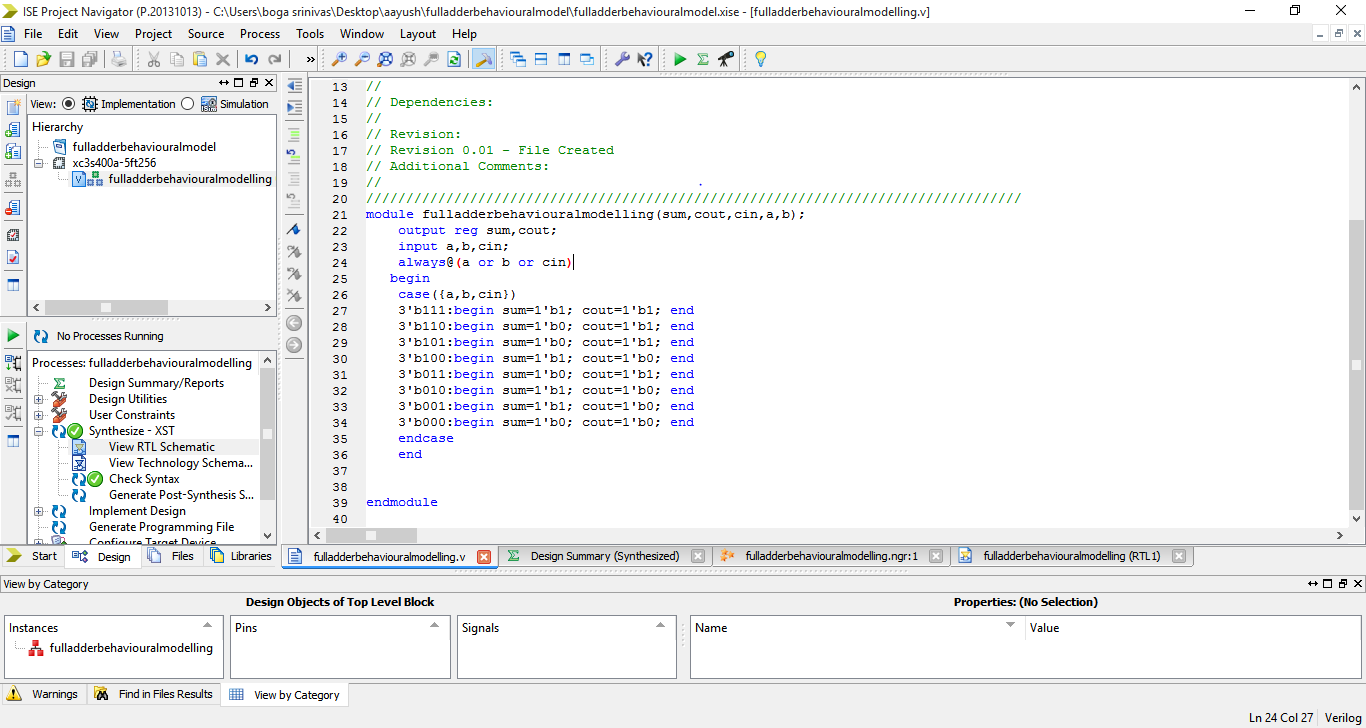 ISE Project Navigator (P.20131013) - C:\Users\boga srinivas\Desktop\aayush\fulladderbehaviouralmodel\fulladderbehaviouralmodel.xise - [fulladderbehaviouralmodelling.v]
File Edit View Project Source Process Tools Window Layout Help
»
Design
View: Implementation Simulation
Hierarchy
fulladderbehaviouralmodel
xc3s400a-5ft256
fulladderbehaviouralmodelling
No Processes Running
Processes: fulladderbehaviouralmodelling
Design Summary/Reports
Design Utilities
User Constraints
Synthesize - XST
View RTL Schematic
View Technology Schema...
Check Syntax
Generate Post-Synthesis S...
Implement Design
Generate Programming File
Configure Target Device
Start Design Files Libraries
13 //
14 // Dependencies:
15 //
16 // Revision:
17 // Revision 0.01 - File Created
18 // Additional Comments:
19 //
20 //////////////////////////////////////////////////////////////////////////////////
21 module fulladderbehaviouralmodelling(sum,cout,cin,a,b);
22 output reg sum,cout;
23 input a,b,cin;
24 always@(a or b or cin)
25 begin
26 case({a,b,cin})
27 3'b111:begin sum=1'b1; cout=1'b1; end
28 3'b110:begin sum=1'b0; cout=1'b1; end
29 3'b101:begin sum=1'b0; cout=1'b1; end
30 3'b100:begin sum=1'b1; cout=1'b0; end
31 3'b011:begin sum=1'b0; cout=1'b1; end
32 3'b010:begin sum=1'b1; cout=1'b0; end
33 3'b001:begin sum=1'b1; cout=1'b0; end
34 3'b000:begin sum=1'b0; cout=1'b0; end
35 endcase
36 end
37
38
39 endmodule
40
fulladderbehaviouralmodelling.v Design Summary (Synthesized) fulladderbehaviouralmodelling.ngr:1 fulladderbehaviouralmodelling (RTL1)
View by Category
Design Objects of Top Level Block Properties: (No Selection)
Instances Pins Signals Name Value
fulladderbehaviouralmodelling
Warnings Find in Files Results View by Category
Ln 24 Col 27 Verilog